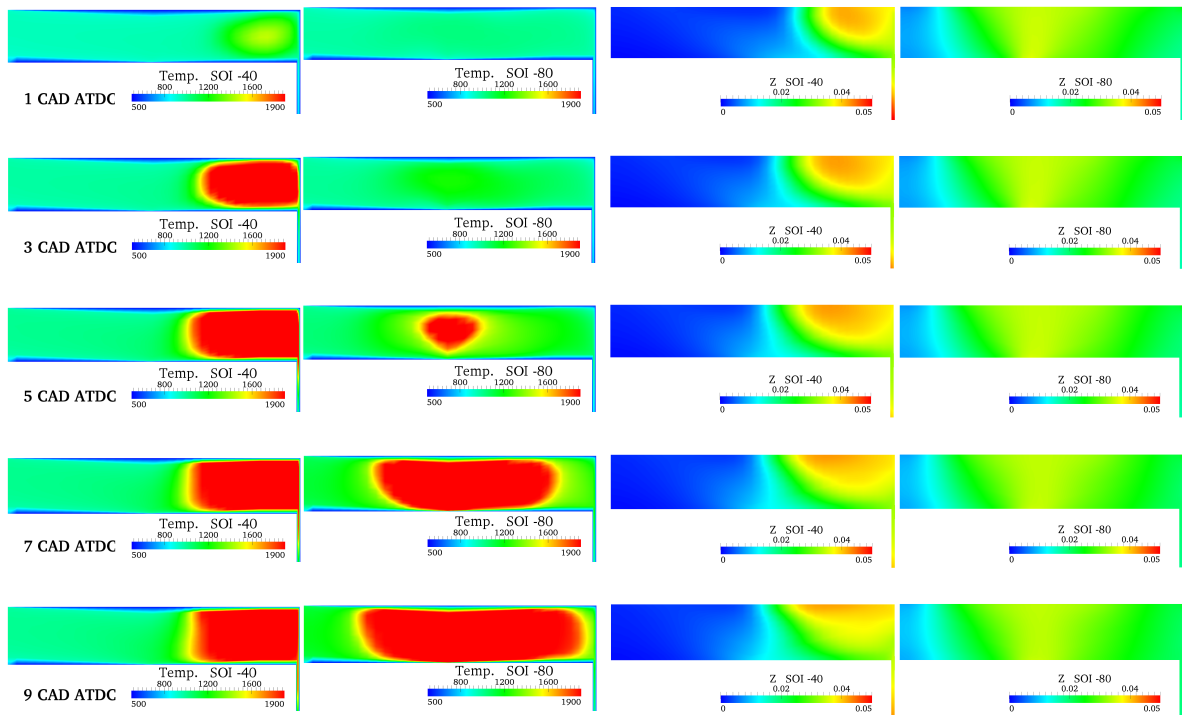 Temp. SOI -40
800 1200 1600
500 1900
Temp. SOI -80
800 1200 1600
500 1900
Z SOI -40
0.02 0.04
0 0.05
Z SOI -80
0.02 0.04
0 0.05
1 CAD ATDC
Temp. SOI -40
800 1200 1600
500 1900
Temp. SOI -80
800 1200 1600
500 1900
Z SOI -40
0.02 0.04
0 0.05
Z SOI -80
0.02 0.04
0 0.05
3 CAD ATDC
Temp. SOI -40
800 1200 1600
500 1900
Temp. SOI -80
800 1200 1600
500 1900
Z SOI -40
0.02 0.04
0 0.05
Z SOI -80
0.02 0.04
0 0.05
5 CAD ATDC
Temp. SOI -40
800 1200 1600
500 1900
Temp. SOI -80
800 1200 1600
500 1900
Z SOI -40
0.02 0.04
0 0.05
Z SOI -80
0.02 0.04
0 0.05
7 CAD ATDC
Temp. SOI -40
800 1200 1600
500 1900
Temp. SOI -80
800 1200 1600
500 1900
Z SOI -40
0.02 0.04
0 0.05
Z SOI -80
0.02 0.04
0 0.05
9 CAD ATDC